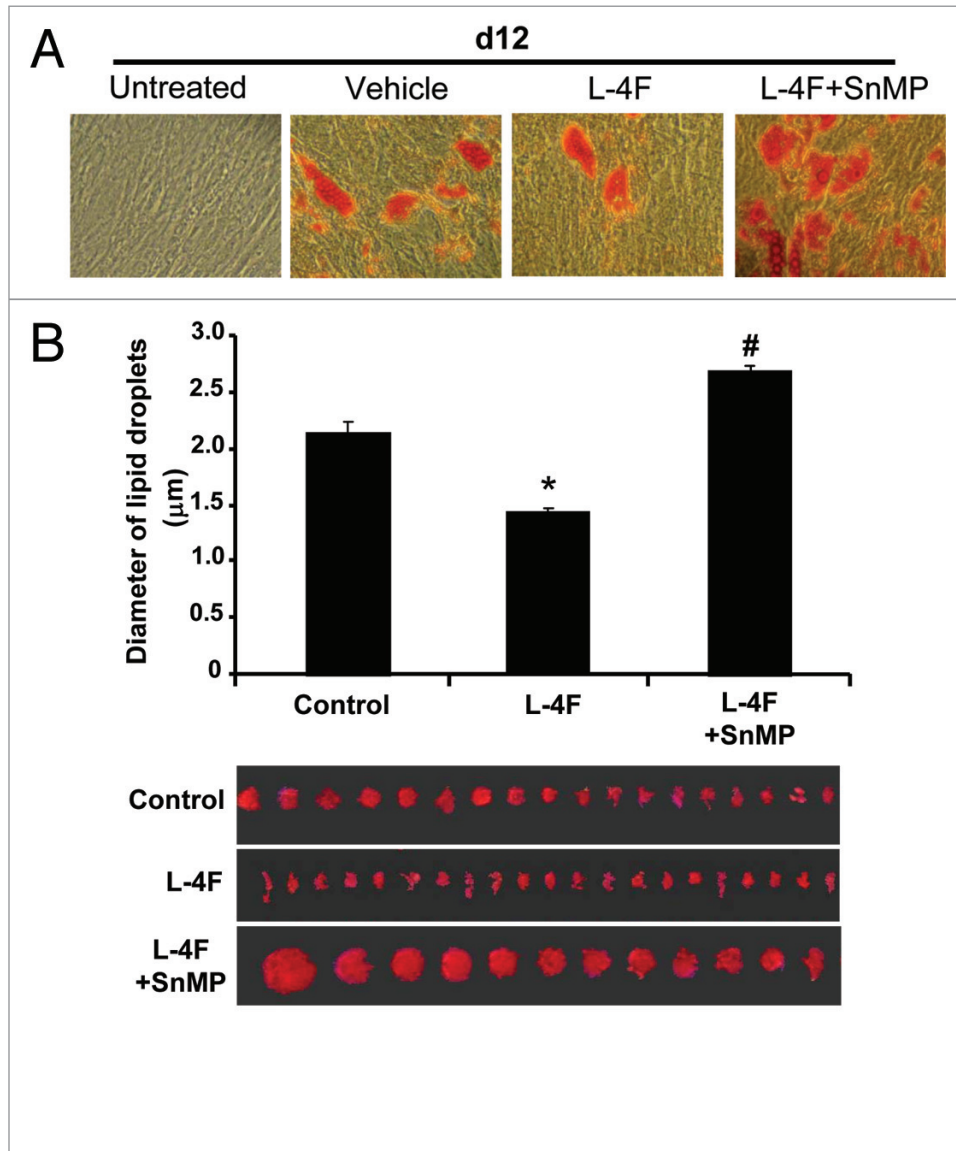 A
d12
Untreated
Vehicle
L-4F
L-4F+SnMP
B
Diameter of lipid droplets
(μm)
3.0
2.5
2.0
1.5
1.0
0.5
0
*
#
Control
L-4F
L-4F
+SnMP
Control
L-4F
L-4F
+SnMP